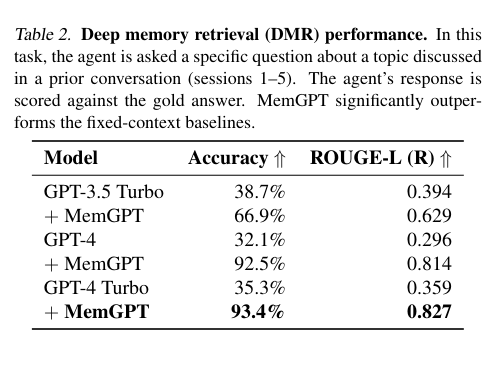 Table 2. Deep memory retrieval (DMR) performance. In this
task, the agent is asked a specific question about a topic discussed
in a prior conversation (sessions 1–5). The agent's response is
scored against the gold answer. MemGPT significantly outper-
forms the fixed-context baselines.
Model Accuracy ⇑ ROUGE-L (R) ⇑
GPT-3.5 Turbo 38.7% 0.394
+ MemGPT 66.9% 0.629
GPT-4 32.1% 0.296
+ MemGPT 92.5% 0.814
GPT-4 Turbo 35.3% 0.359
+ MemGPT 93.4% 0.827